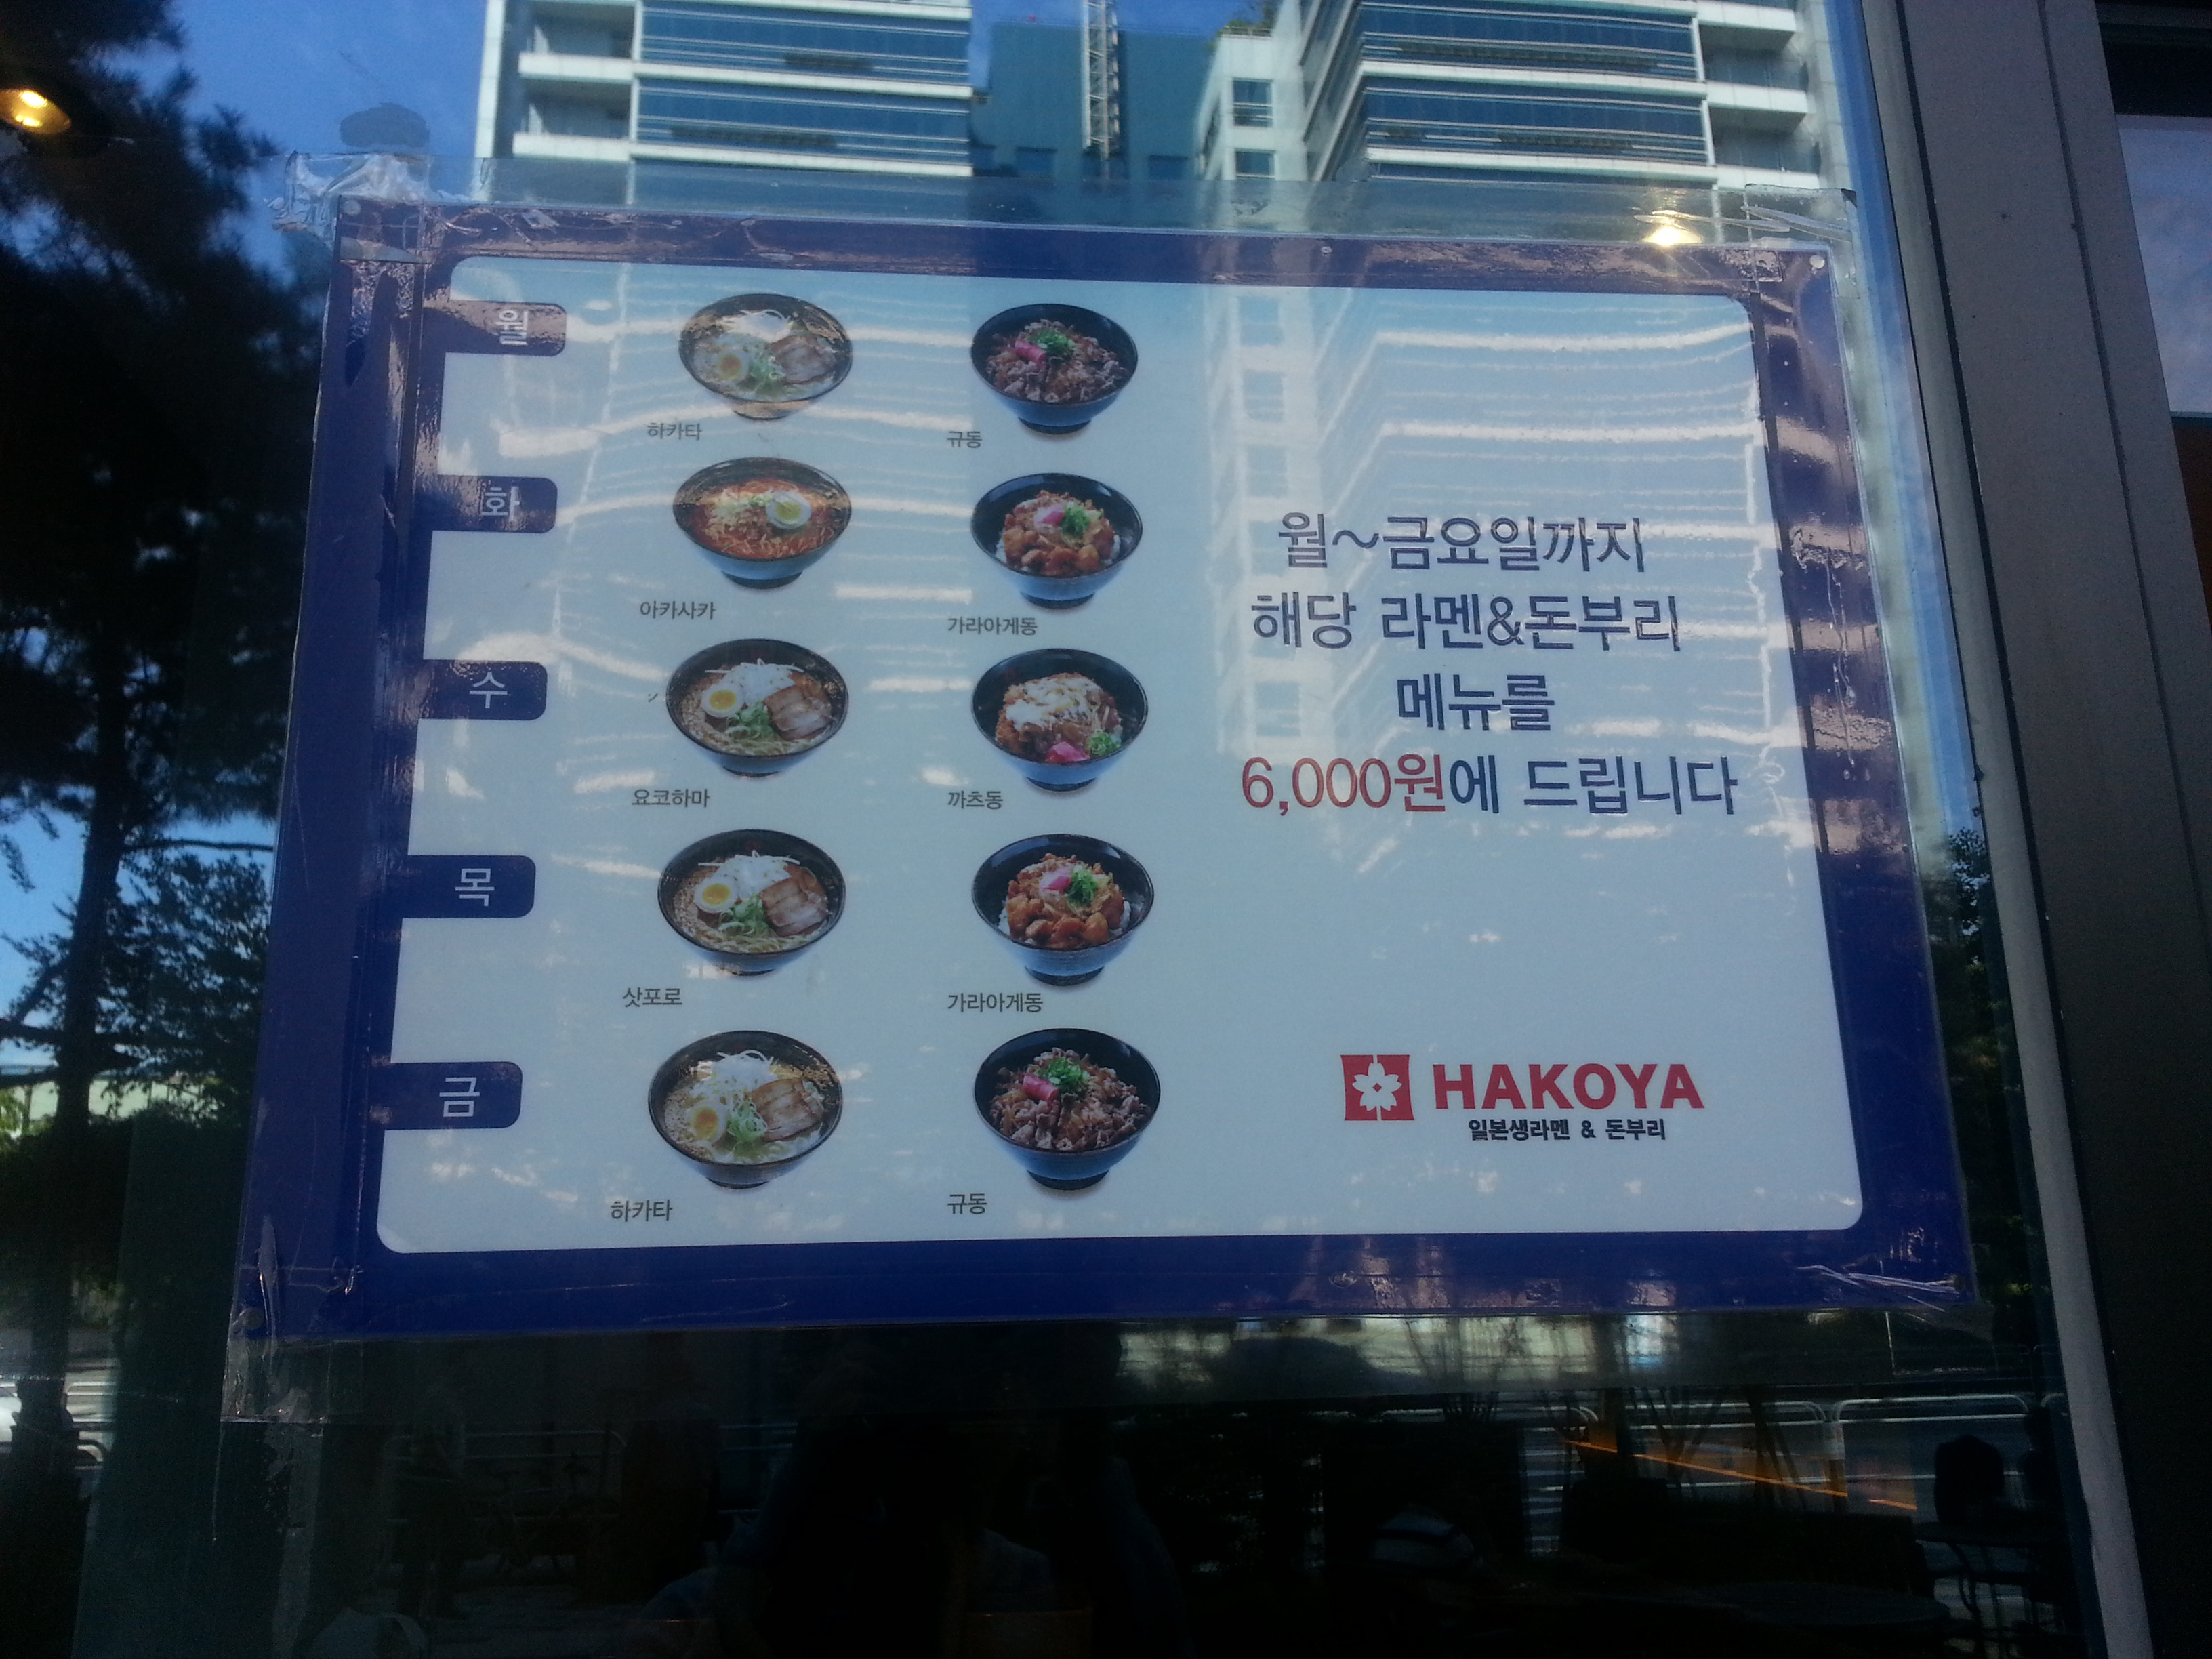 월
하카타 규동
화
아카사카 가라아게동
수
요코하마 까츠동
목
삿포로 가라아게동
금
하카타 규동
월~금요일까지
해당 라멘&돈부리
메뉴를
6,000원에 드립니다
HAKOYA
일본생라멘 & 돈부리